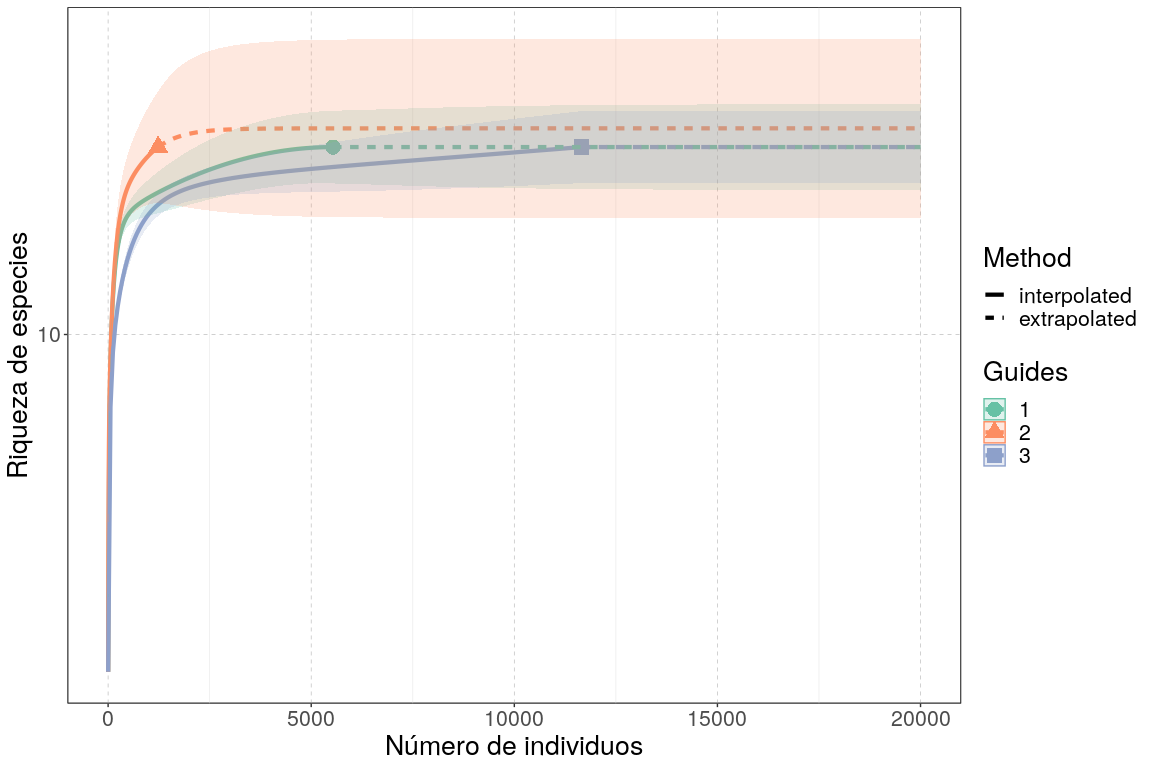 Riqueza de especies
10
0
5000
10000
15000
20000
Número de individuos
Method
interpolated
extrapolated
Guides
1
2
3